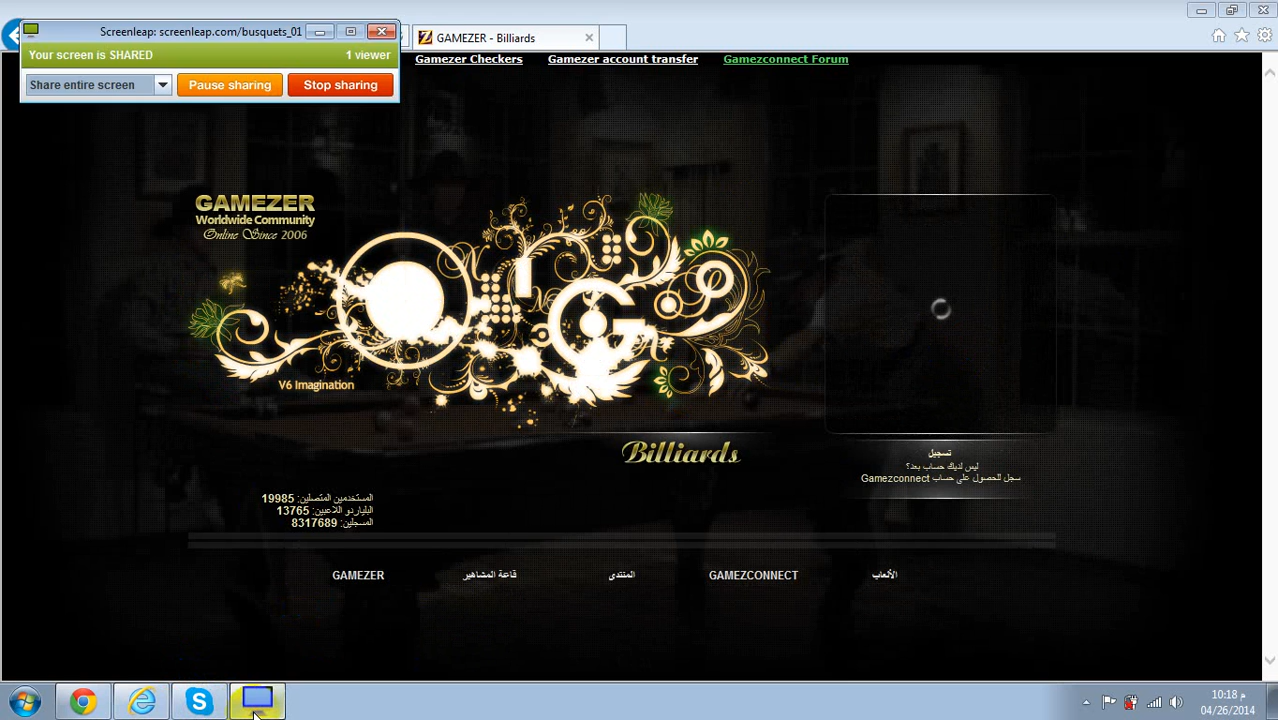 Screenleap: screenleap.com/busquets_01
Your screen is SHARED
1 viewer
Share entire screen
Pause sharing
Stop sharing
GAMEZER - Billiards
Gamezer Checkers
Gamezer account transfer
Gamezconnect Forum
GAMEZER
Worldwide Community
Online Since 2006
V6 Imagination
Billiards
تسجيل
ليس لديك حساب بعد؟
سجل للحصول على حساب Gamezconnect
المستخدمين المتصلين: 19985
البلياردو اللاعبين: 13765
المسجلين: 8317689
GAMEZER
قاعة المشاهير
المنتدى
GAMEZCONNECT
الألعاب
10:18 م
04/26/2014